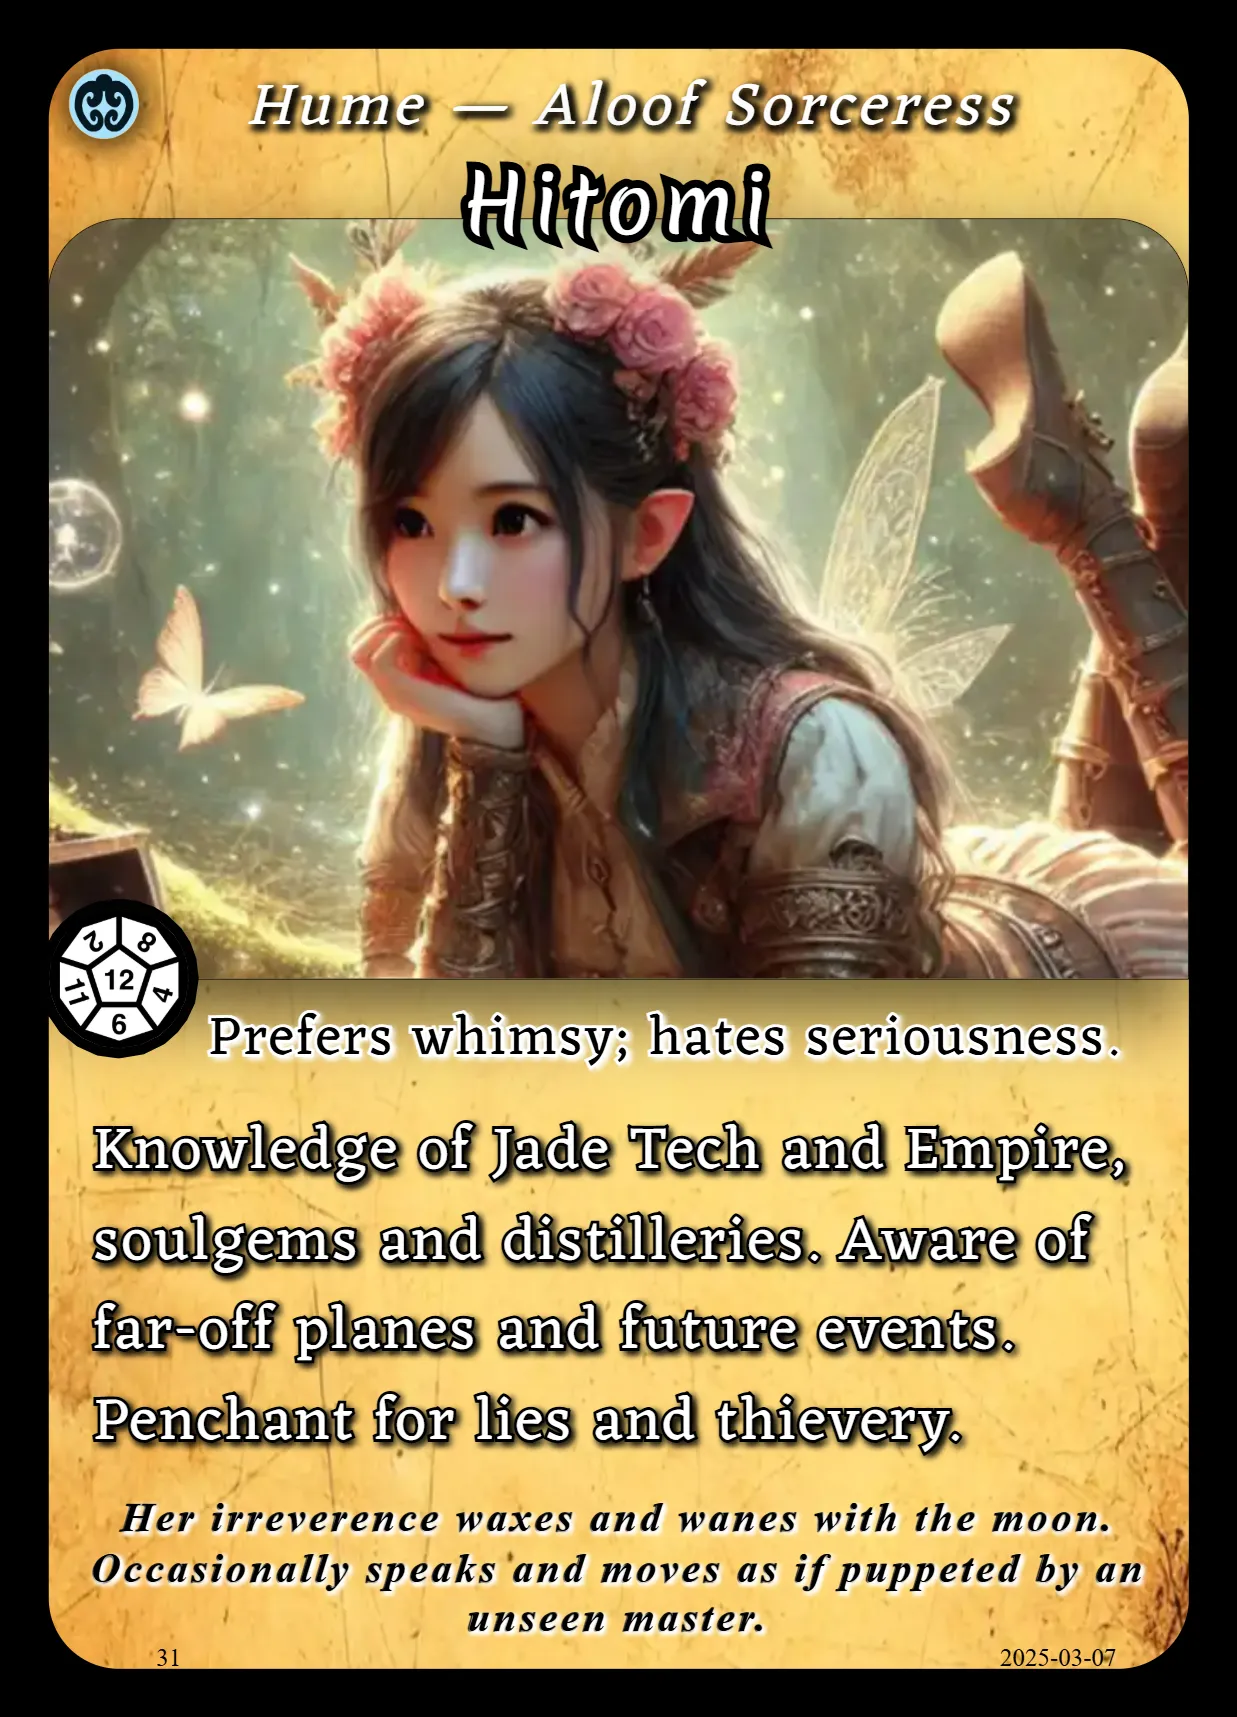 Hume — Aloof Sorceress
Hitomi
2 8
11 12 4
6
Prefers whimsy; hates seriousness.
Knowledge of Jade Tech and Empire,
soulgems and distilleries. Aware of
far-off planes and future events.
Penchant for lies and thievery.
Her irreverence waxes and wanes with the moon.
Occasionally speaks and moves as if puppeted by an
unseen master.
31 2025-03-07